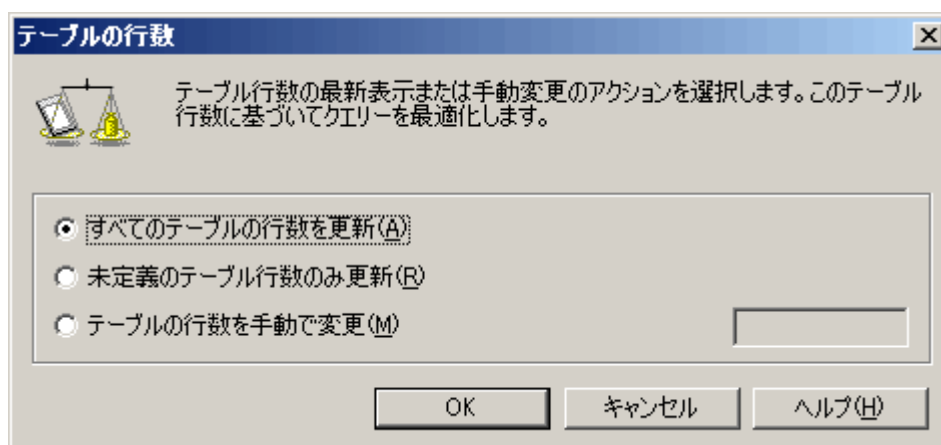 テーブルの行数
テーブル行数の最新表示または手動変更のアクションを選択します。このテーブル
行数に基づいてクエリーを最適化します。
すべてのテーブルの行数を更新(A)
未定義のテーブル行数のみ更新(R)
テーブルの行数を手動で変更(M)
OK キャンセル ヘルプ(H)